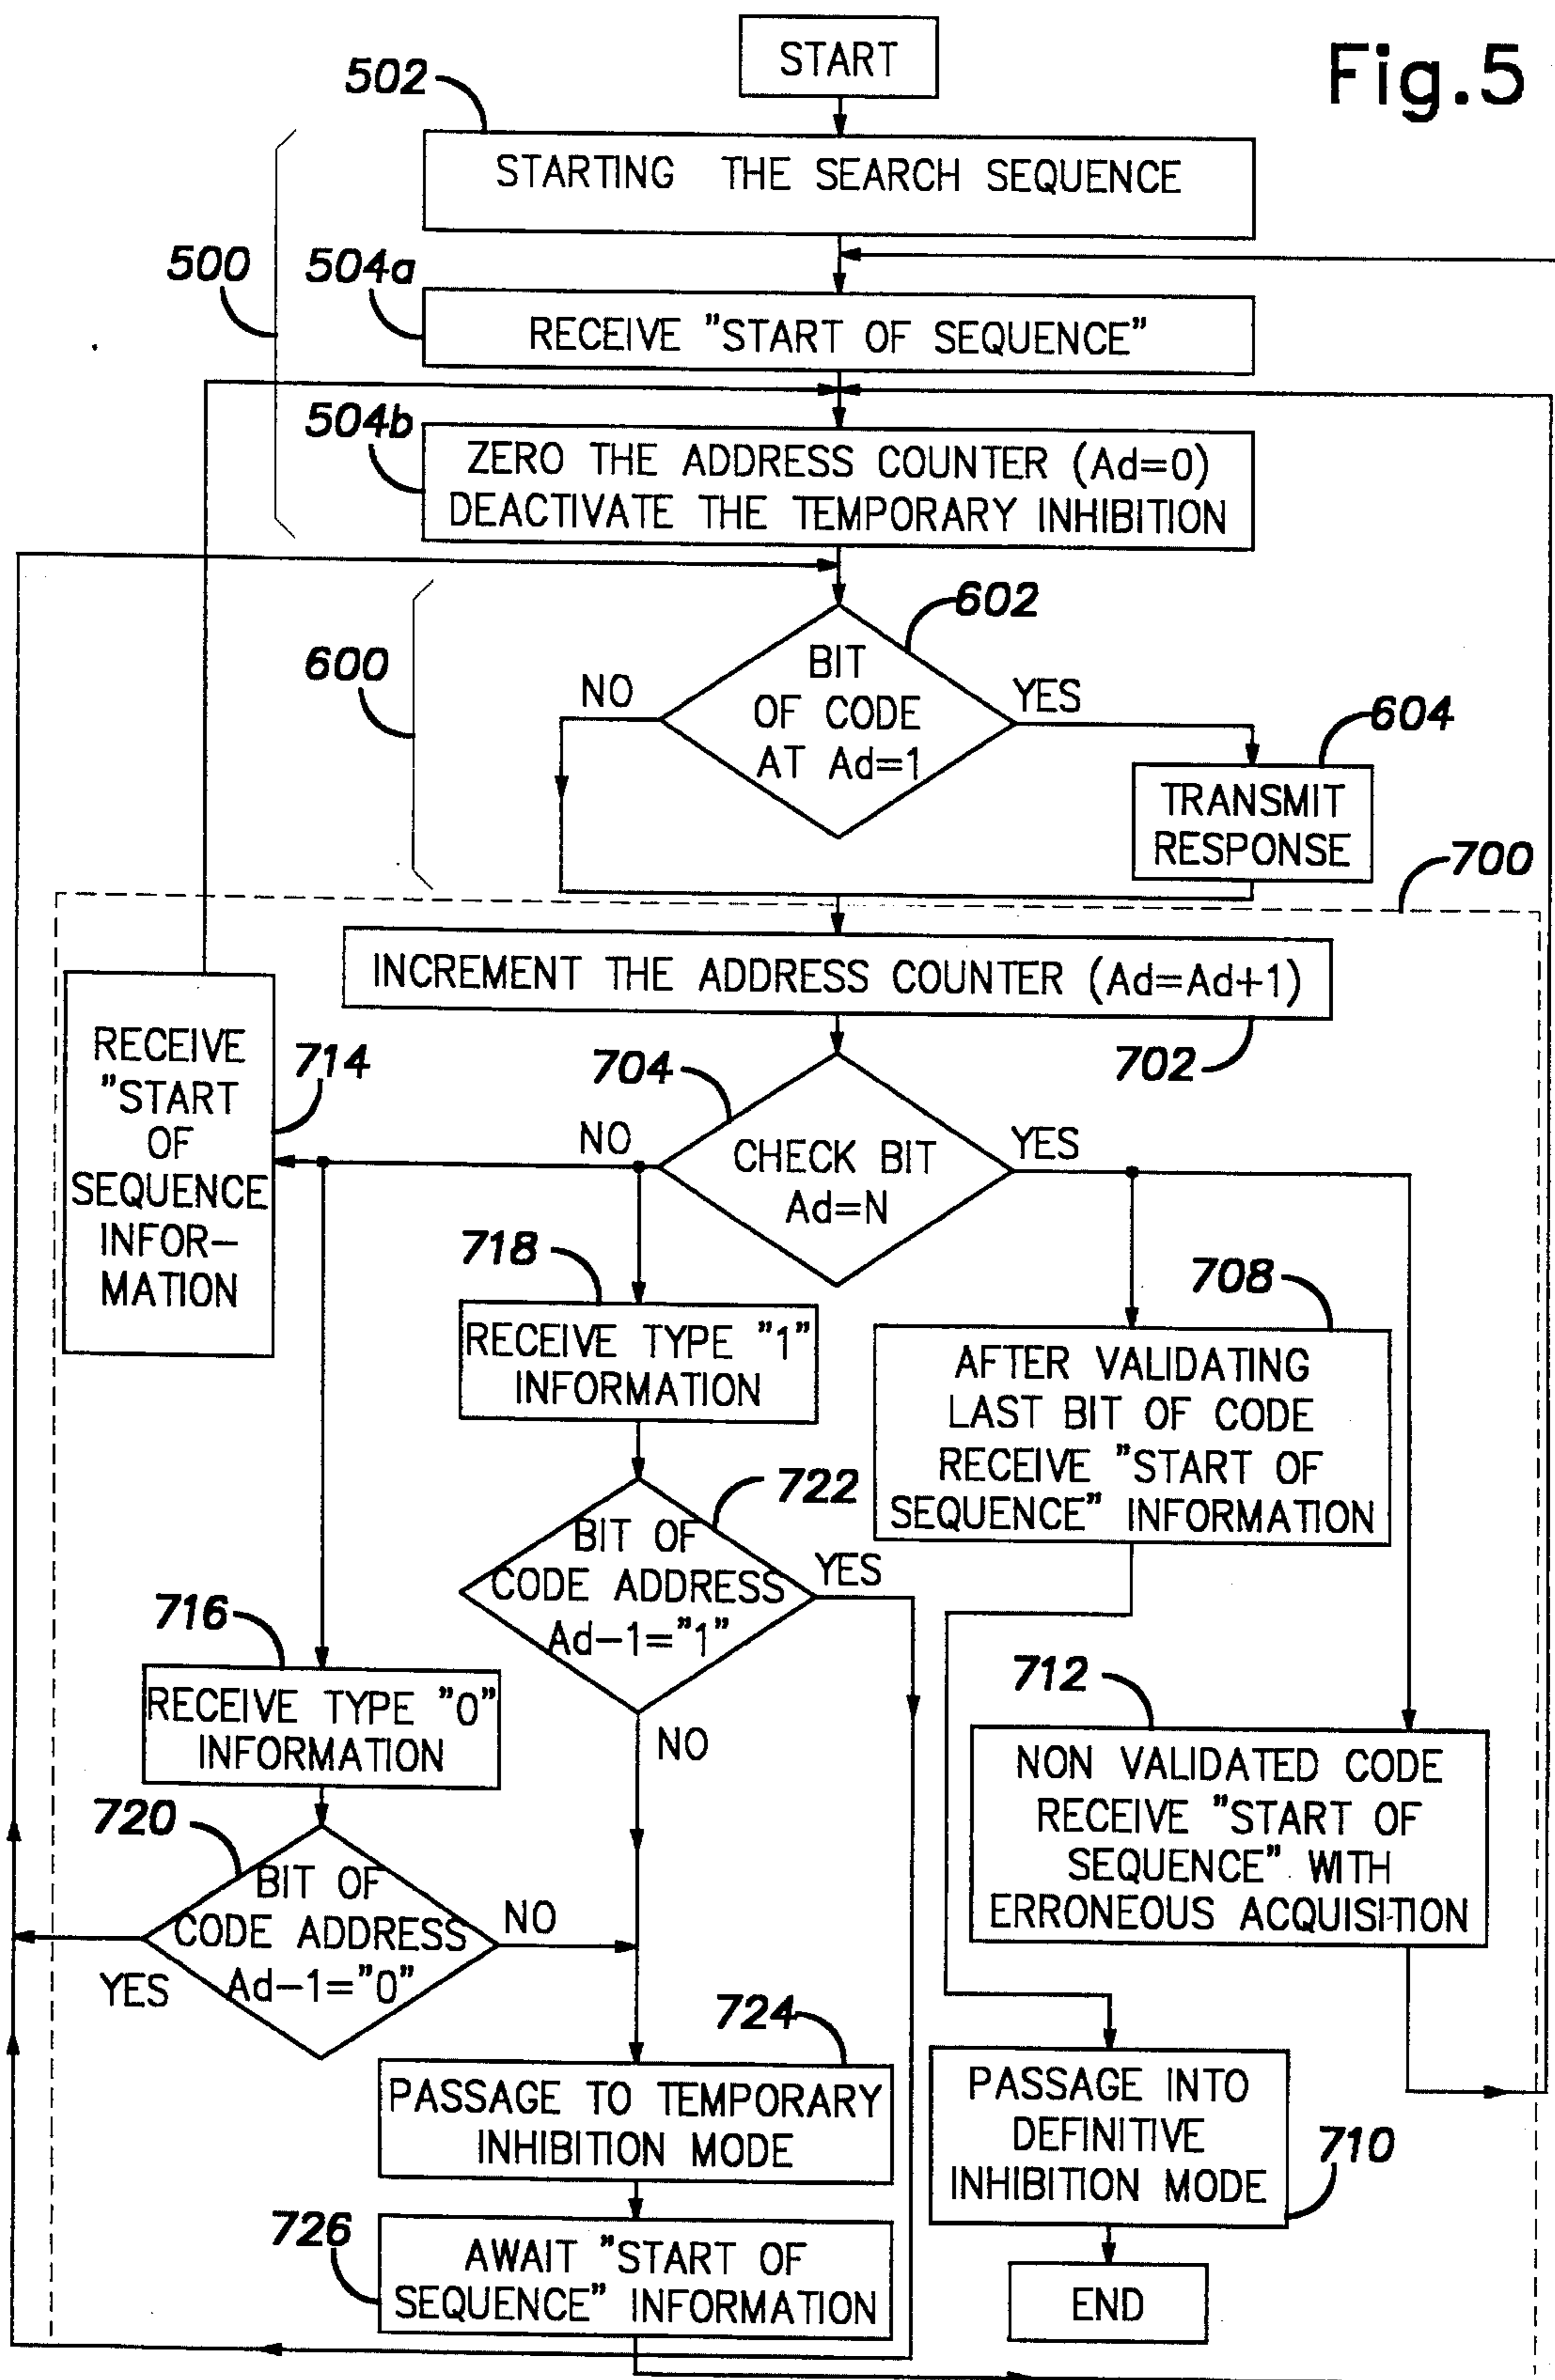 START
Fig.5
502
STARTING THE SEARCH SEQUENCE
500
504a
RECEIVE "START OF SEQUENCE"
504b
ZERO THE ADDRESS COUNTER (Ad=0)
DEACTIVATE THE TEMPORARY INHIBITION
600
602
BIT
OF CODE
AT Ad=1
NO
YES
604
TRANSMIT
RESPONSE
700
INCREMENT THE ADDRESS COUNTER (Ad=Ad+1)
702
RECEIVE
"START
OF
SEQUENCE
INFOR-
MATION
714
704
CHECK BIT
Ad=N
NO
YES
718
RECEIVE TYPE "1"
INFORMATION
708
AFTER VALIDATING
LAST BIT OF CODE
RECEIVE "START OF
SEQUENCE" INFORMATION
722
BIT OF
CODE ADDRESS
Ad-1="1"
YES
NO
716
RECEIVE TYPE "0"
INFORMATION
712
NON VALIDATED CODE
RECEIVE "START OF
SEQUENCE" WITH
ERRONEOUS ACQUISITION
720
BIT OF
CODE ADDRESS
Ad-1="0"
NO
YES
724
PASSAGE TO TEMPORARY
INHIBITION MODE
PASSAGE INTO
DEFINITIVE
INHIBITION MODE
710
726
AWAIT "START OF
SEQUENCE" INFORMATION
END